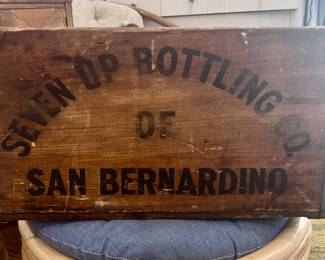 SEVEN UP BOTTLING CO.
OF
SAN BERNARDINO